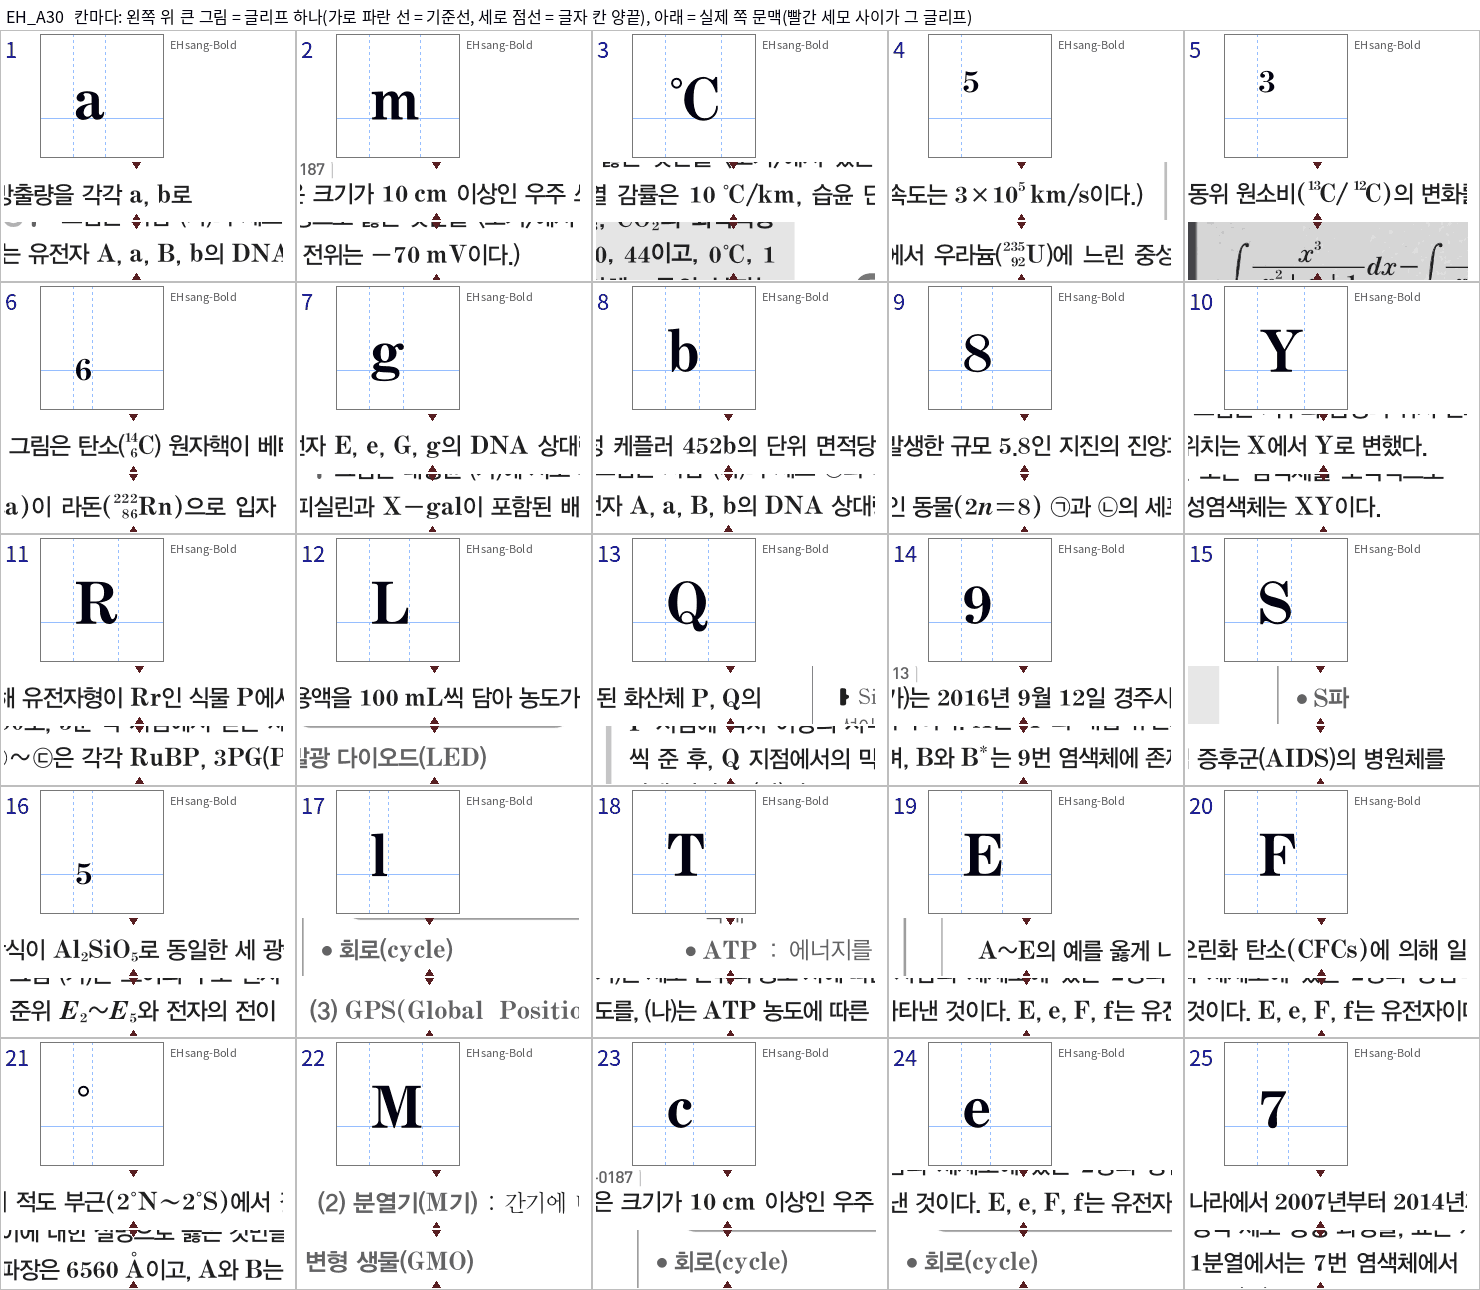 EH_A30 칸마다: 왼쪽 위 큰 그림 = 글리프 하나(가로 파란 선 = 기준선, 세로 점선 = 글자 칸 양끝), 아래 = 실제 쪽 문맥(빨간 세모 사이가 그 글리프)
1 a EHsang-Bold
방출량을 각각 a, b로
는 유전자 A, a, B, b의 DNA
2 m EHsang-Bold
187
크기가 10 cm 이상인 우주
전위는 −70 mV이다.)
3 ℃ EHsang-Bold
열 감률은 10 ℃/km, 습윤 단
0, 44이고, 0℃, 1
4 5 EHsang-Bold
속도는 3×10⁵ km/s이다.)
에서 우라늄(²³⁵₉₂U)에 느린 중성
5 3 EHsang-Bold
동위 원소비(¹³C/ ¹²C)의 변화를
x³
dx−
6 6 EHsang-Bold
그림은 탄소(¹⁴₆C) 원자핵이 베타
a)이 라돈(²²²₈₆Rn)으로 입자
7 g EHsang-Bold
전자 E, e, G, g의 DNA 상대
피실린과 X−gal이 포함된 배
8 b EHsang-Bold
성 케플러 452b의 단위 면적당
전자 A, a, B, b의 DNA 상대
9 8 EHsang-Bold
발생한 규모 5.8인 지진의 진앙
인 동물(2n=8) ㉠과 ㉡의 세포
10 Y EHsang-Bold
위치는 X에서 Y로 변했다.
성염색체는 XY이다.
11 R EHsang-Bold
해 유전자형이 Rr인 식물 P에서
~㉢은 각각 RuBP, 3PG(P
12 L EHsang-Bold
용액을 100 mL씩 담아 농도가
발광 다이오드(LED)
13 Q EHsang-Bold
된 화산체 P, Q의
Si
씩 준 후, Q 지점에서의 막
14 9 EHsang-Bold
13
가)는 2016년 9월 12일 경주시
며, B와 B*는 9번 염색체에 존재
15 S EHsang-Bold
● S파
증후군(AIDS)의 병원체를
16 5 EHsang-Bold
식이 Al₂SiO₅로 동일한 세 광
준위 E₂~E₅와 전자의 전이
17 l EHsang-Bold
● 회로(cycle)
(3) GPS(Global Positio
18 T EHsang-Bold
● ATP : 에너지를
도를, (나)는 ATP 농도에 따른
19 E EHsang-Bold
A~E의 예를 옳게 나
나타낸 것이다. E, e, F, f는 유전
20 F EHsang-Bold
오린화 탄소(CFCs)에 의해 일
것이다. E, e, F, f는 유전자이다
21 ° EHsang-Bold
적도 부근(2°N~2°S)에서
파장은 6560 Å이고, A와 B는
22 M EHsang-Bold
(2) 분열기(M기) : 간기에
변형 생물(GMO)
23 c EHsang-Bold
-0187
은 크기가 10 cm 이상인 우주
● 회로(cycle)
24 e EHsang-Bold
낸 것이다. E, e, F, f는 유전자
● 회로(cycle)
25 7 EHsang-Bold
나라에서 2007년부터 2014년
1분열에서는 7번 염색체에서